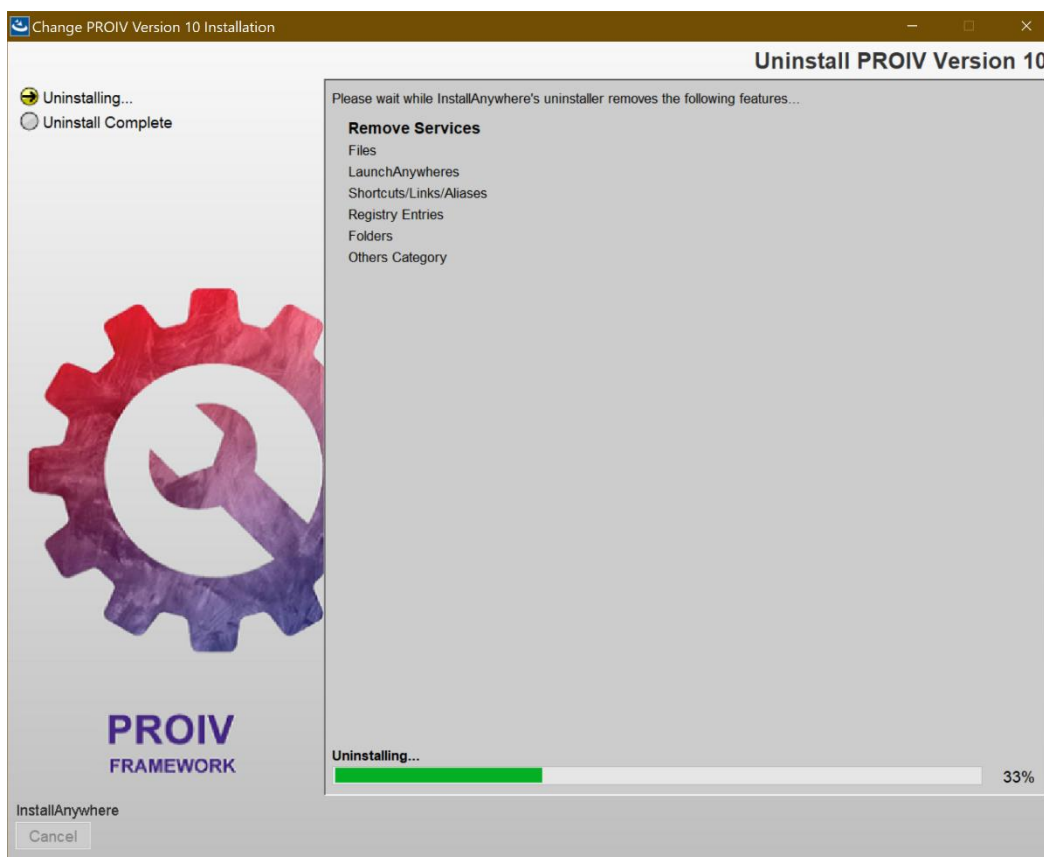 Change PROIV Version 10 Installation
Uninstall PROIV Version 10
Uninstalling...
Uninstall Complete
Please wait while InstallAnywhere's uninstaller removes the following features...
Remove Services
Files
LaunchAnywheres
Shortcuts/Links/Aliases
Registry Entries
Folders
Others Category
PROIV
FRAMEWORK
Uninstalling...
33%
InstallAnywhere
Cancel